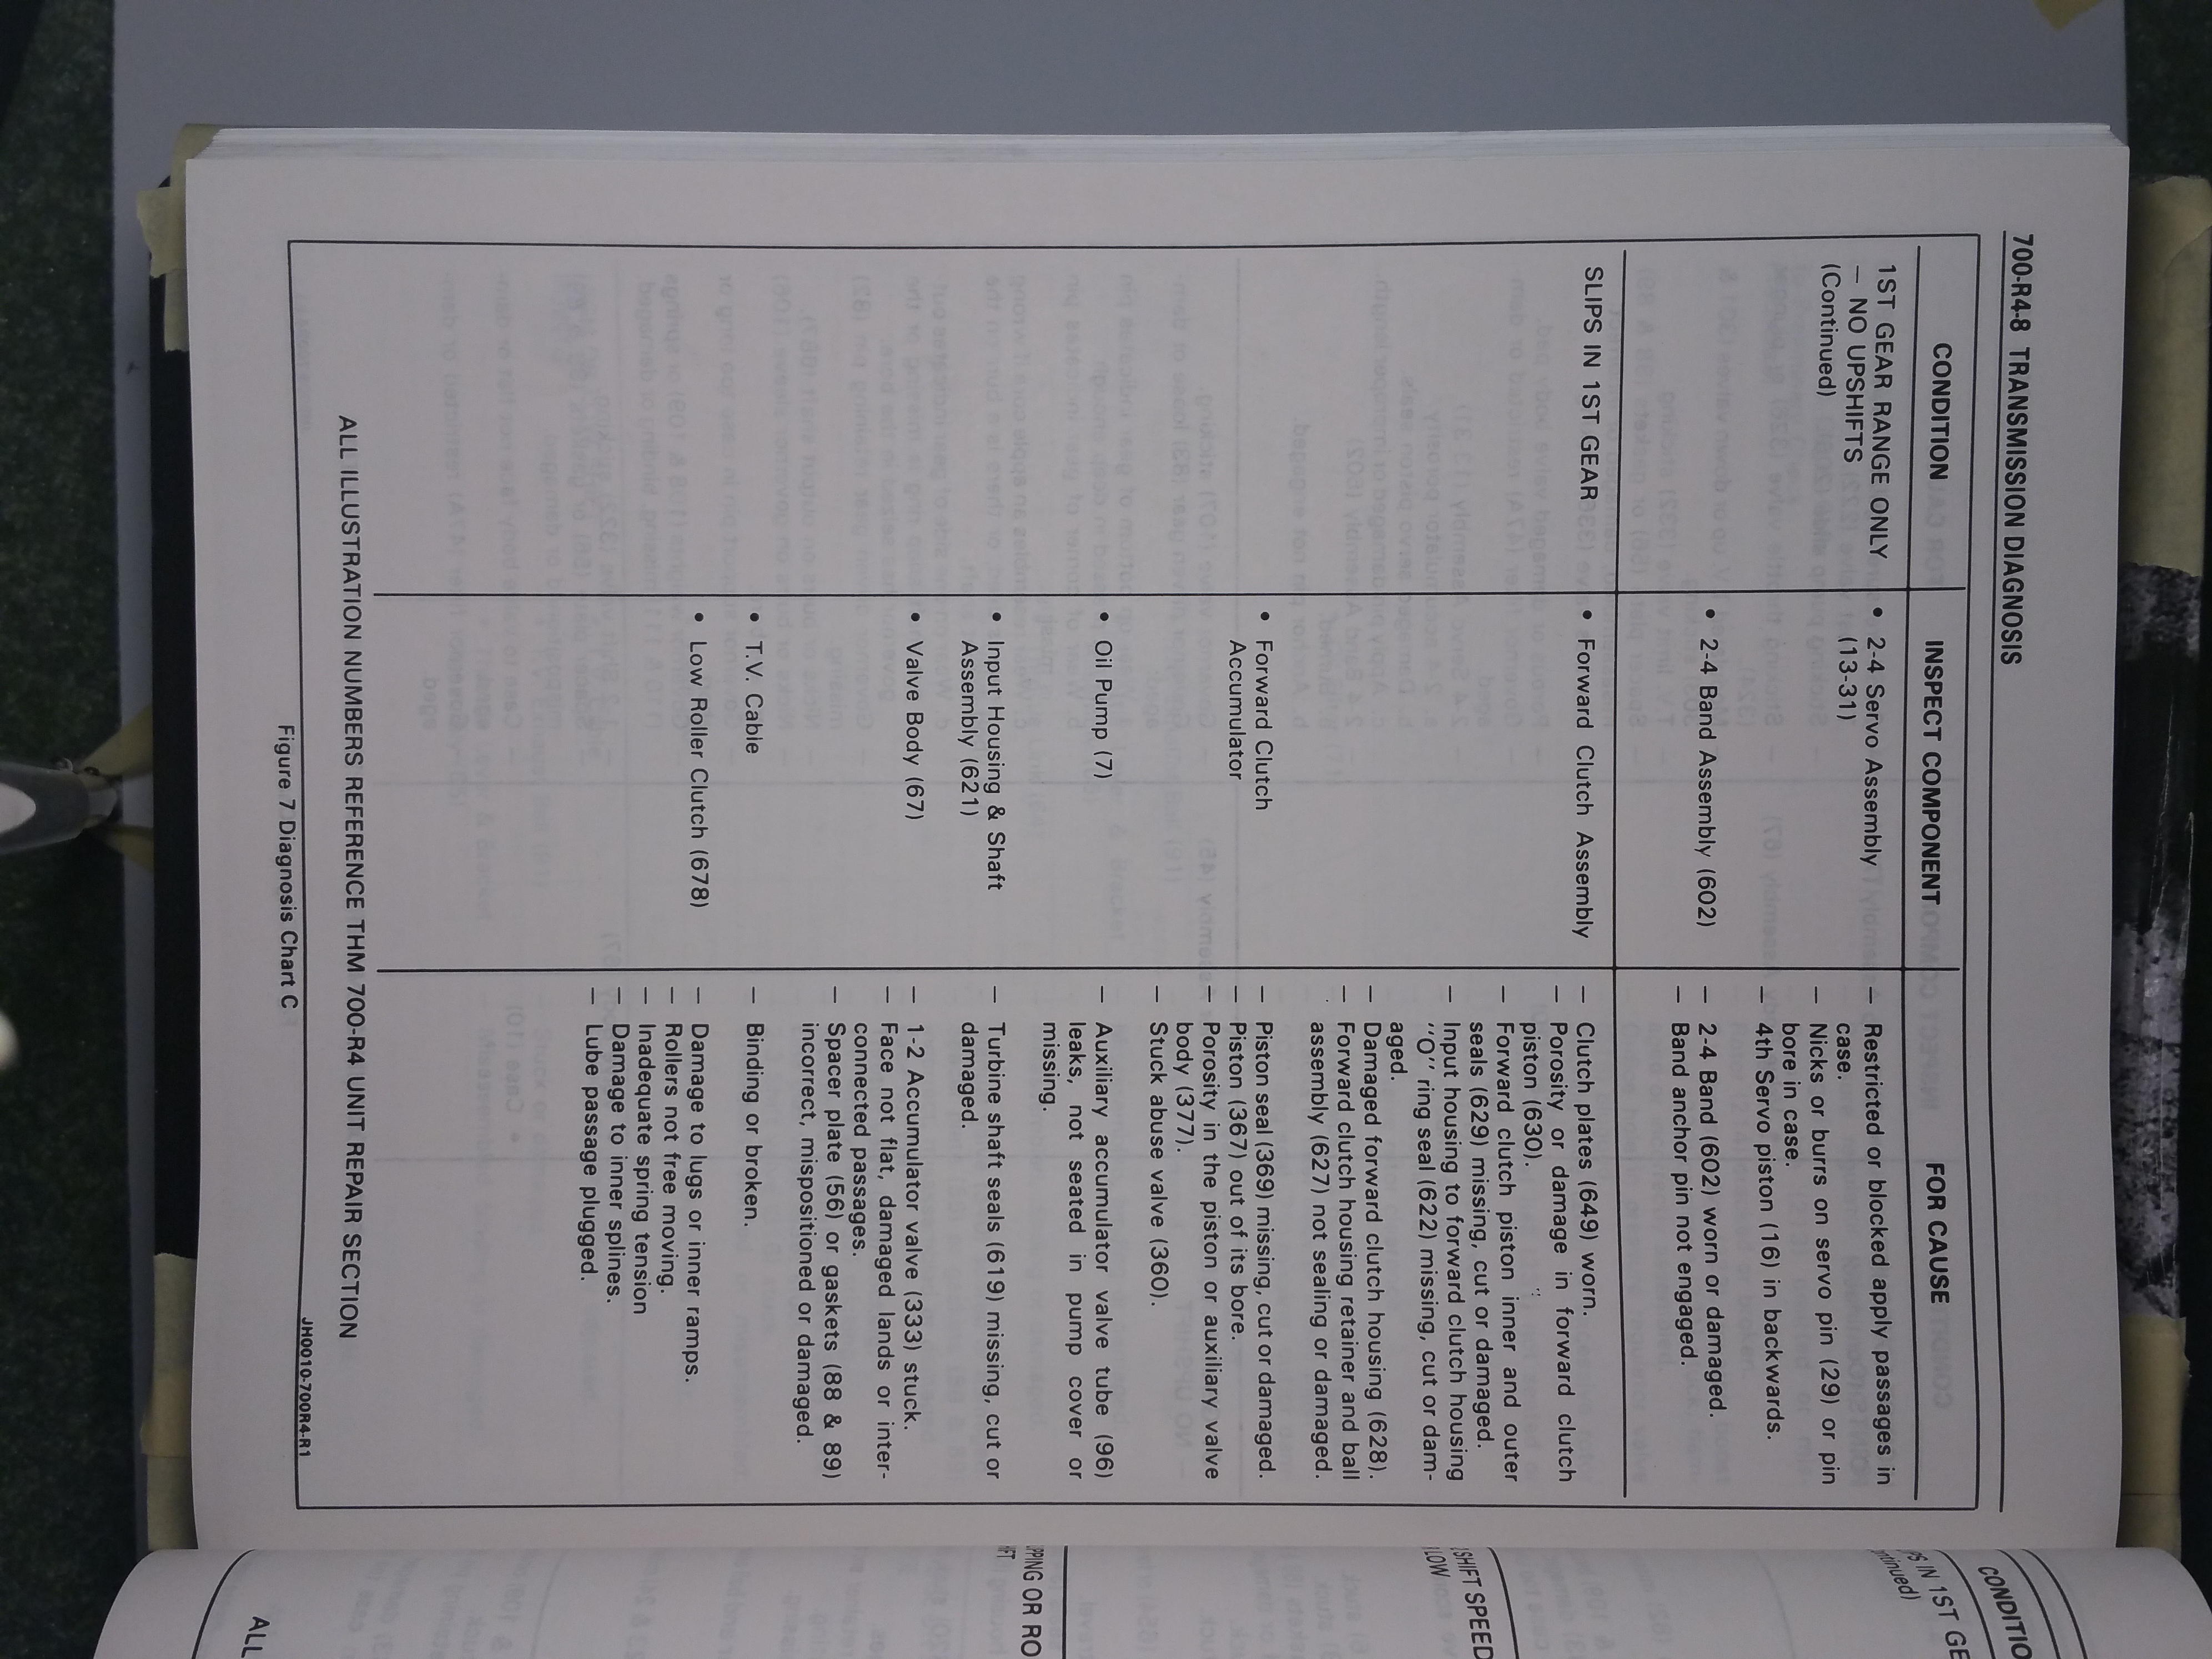 700-R4-8 TRANSMISSION DIAGNOSIS
CONDITION
INSPECT COMPONENT
FOR CAUSE
1ST GEAR RANGE ONLY
— NO UPSHIFTS
(Continued)
• 2-4 Servo Assembly
(13-31)
— Restricted or blocked apply passages in
case.
— Nicks or burrs on servo pin (29) or pin
bore in case.
— 4th Servo piston (16) in backwards.
• 2-4 Band Assembly (602)
— 2-4 Band (602) worn or damaged.
— Band anchor pin not engaged.
SLIPS IN 1ST GEAR
• Forward Clutch Assembly
— Clutch plates (649) worn.
— Porosity or damage in forward clutch
piston (630).
— Forward clutch piston inner and outer
seals (629) missing, cut or damaged.
— Input housing to forward clutch housing
"O" ring seal (622) missing, cut or dam-
aged.
— Damaged forward clutch housing (628).
— Forward clutch housing retainer and ball
assembly (627) not sealing or damaged.
• Forward Clutch
Accumulator
— Piston seal (369) missing, cut or damaged.
— Piston (367) out of its bore.
— Porosity in the piston or auxiliary valve
body (377).
— Stuck abuse valve (360).
• Oil Pump (7)
— Auxiliary accumulator valve tube (96)
leaks, not seated in pump cover or
missing.
• Input Housing & Shaft
Assembly (621)
— Turbine shaft seals (619) missing, cut or
damaged.
• Valve Body (67)
— 1-2 Accumulator valve (333) stuck.
— Face not flat, damaged lands or inter-
connected passages.
— Spacer plate (56) or gaskets (88 & 89)
incorrect, mispositioned or damaged.
• T.V. Cable
— Binding or broken.
• Low Roller Clutch (678)
— Damage to lugs or inner ramps.
— Rollers not free moving.
— Inadequate spring tension
— Damage to inner splines.
— Lube passage plugged.
ALL ILLUSTRATION NUMBERS REFERENCE THM 700-R4 UNIT REPAIR SECTION
JH0010-700R4-R1
Figure 7 Diagnosis Chart C
CONDITIO
PS IN 1ST GE
ntinued)
SHIFT SPEED
LOW
PPING OR RO
ALL